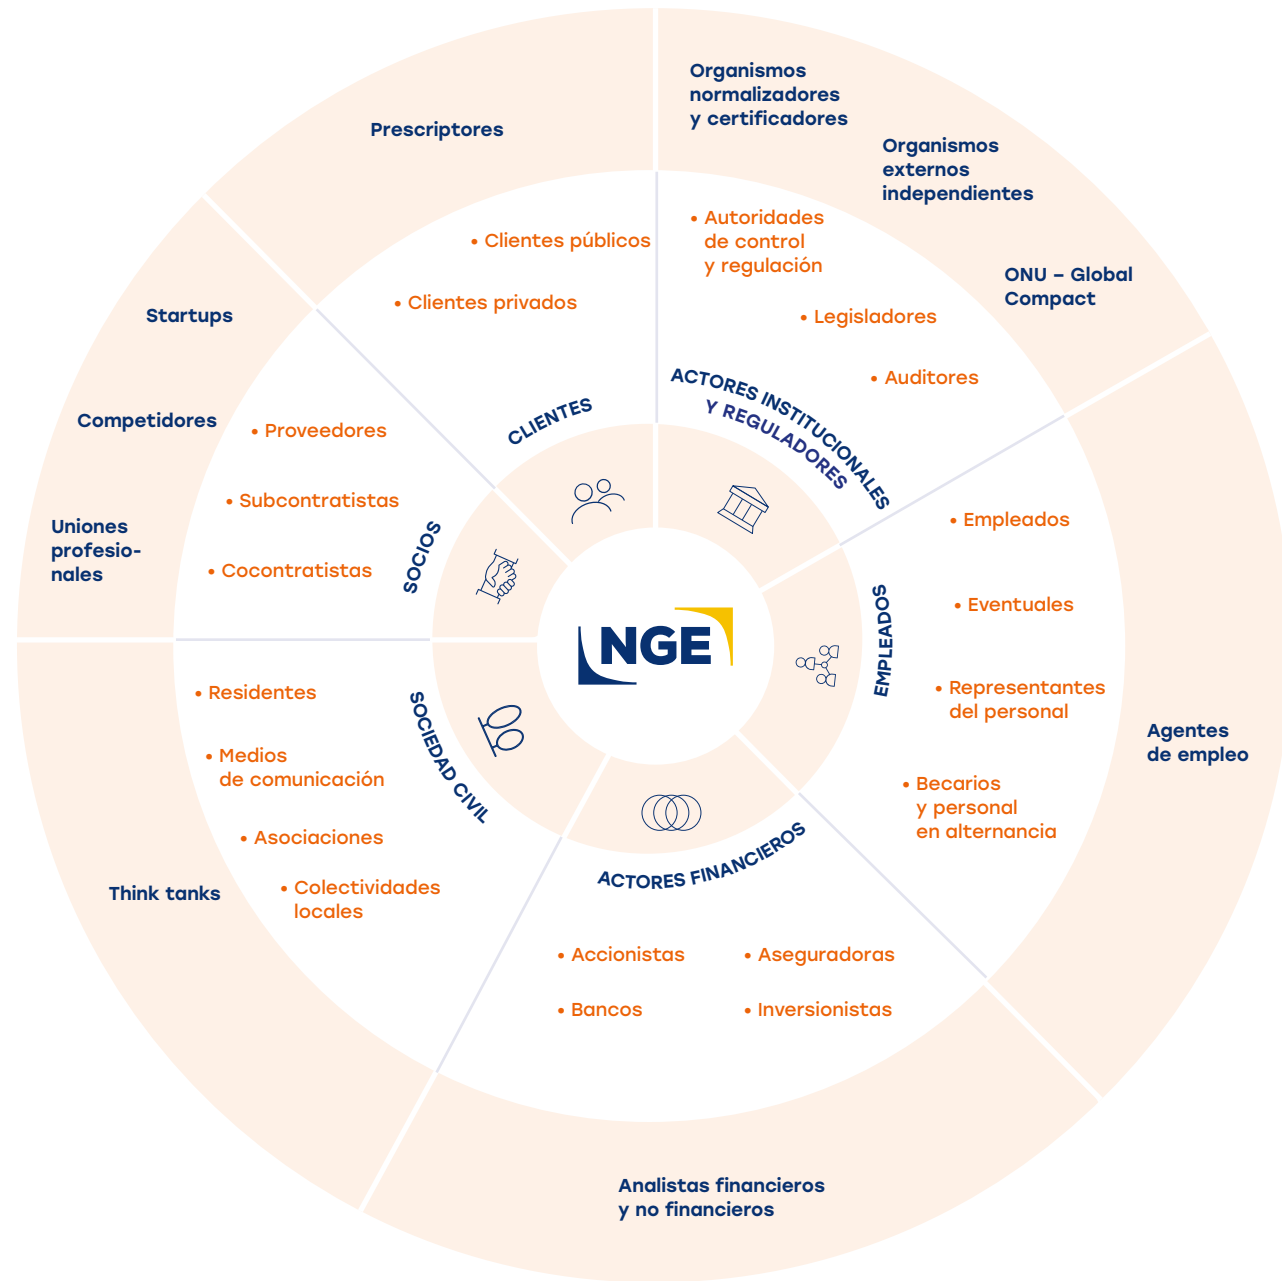 Prescriptores
Organismos
normalizadores
y certificadores
Organismos
externos
independientes
ONU – Global
Compact
• Clientes públicos
• Clientes privados
CLIENTES
• Autoridades
de control
y regulación
• Legisladores
• Auditores
ACTORES INSTITUCIONALES
Y REGULADORES
Startups
Competidores
Uniones
profesio-
nales
• Proveedores
• Subcontratistas
• Cocontratistas
SOCIOS
NGE
EMPLEADOS
• Empleados
• Eventuales
• Representantes
del personal
• Becarios
y personal
en alternancia
Agentes
de empleo
SOCIEDAD CIVIL
• Residentes
• Medios
de comunicación
• Asociaciones
• Colectividades
locales
Think tanks
ACTORES FINANCIEROS
• Accionistas
• Aseguradoras
• Bancos
• Inversionistas
Analistas financieros
y no financieros